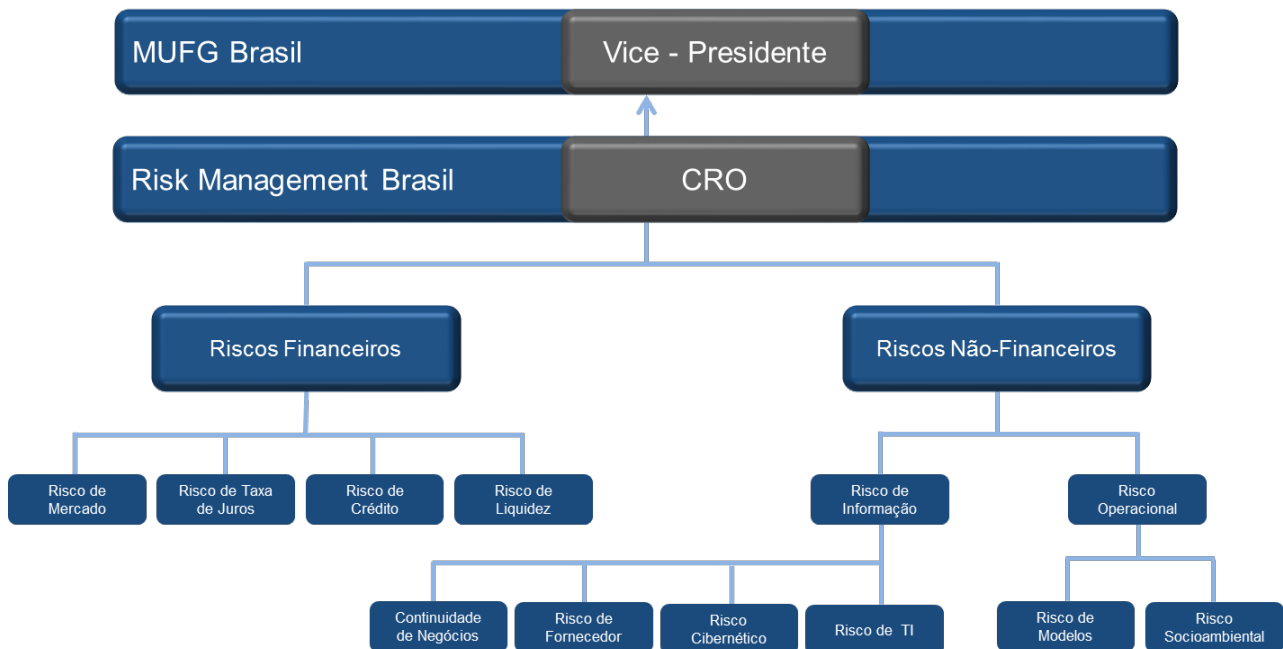 MUFG Brasil
Vice - Presidente
Risk Management Brasil
CRO
Riscos Financeiros
Riscos Não-Financeiros
Risco de
Mercado
Risco de Taxa
de Juros
Risco de
Crédito
Risco de
Liquidez
Risco de
Informação
Risco
Operacional
Continuidade
de Negócios
Risco de
Fornecedor
Risco
Cibernético
Risco de TI
Risco de
Modelos
Risco
Socioambiental